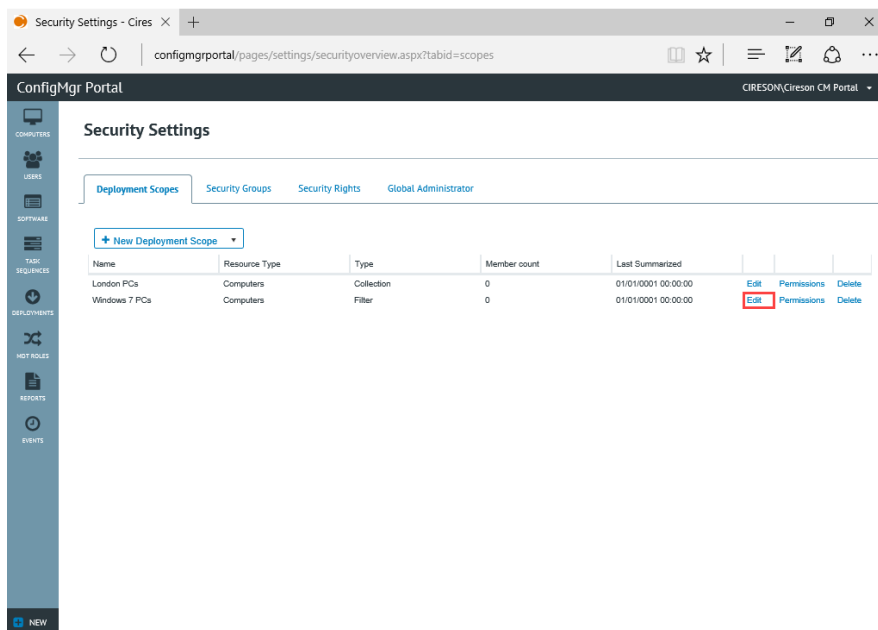 Security Settings - Cires
configmgrportal/pages/settings/securityoverview.aspx?tabid=scopes
ConfigMgr Portal
CIRESON\Cireson CM Portal
COMPUTERS
USERS
SOFTWARE
TASK
SEQUENCES
DEPLOYMENTS
MDT ROLES
REPORTS
EVENTS
NEW
Security Settings
Deployment Scopes Security Groups Security Rights Global Administrator
+ New Deployment Scope
Name Resource Type Type Member count Last Summarized
London PCs Computers Collection 0 01/01/0001 00:00:00 Edit Permissions Delete
Windows 7 PCs Computers Filter 0 01/01/0001 00:00:00 Edit Permissions Delete